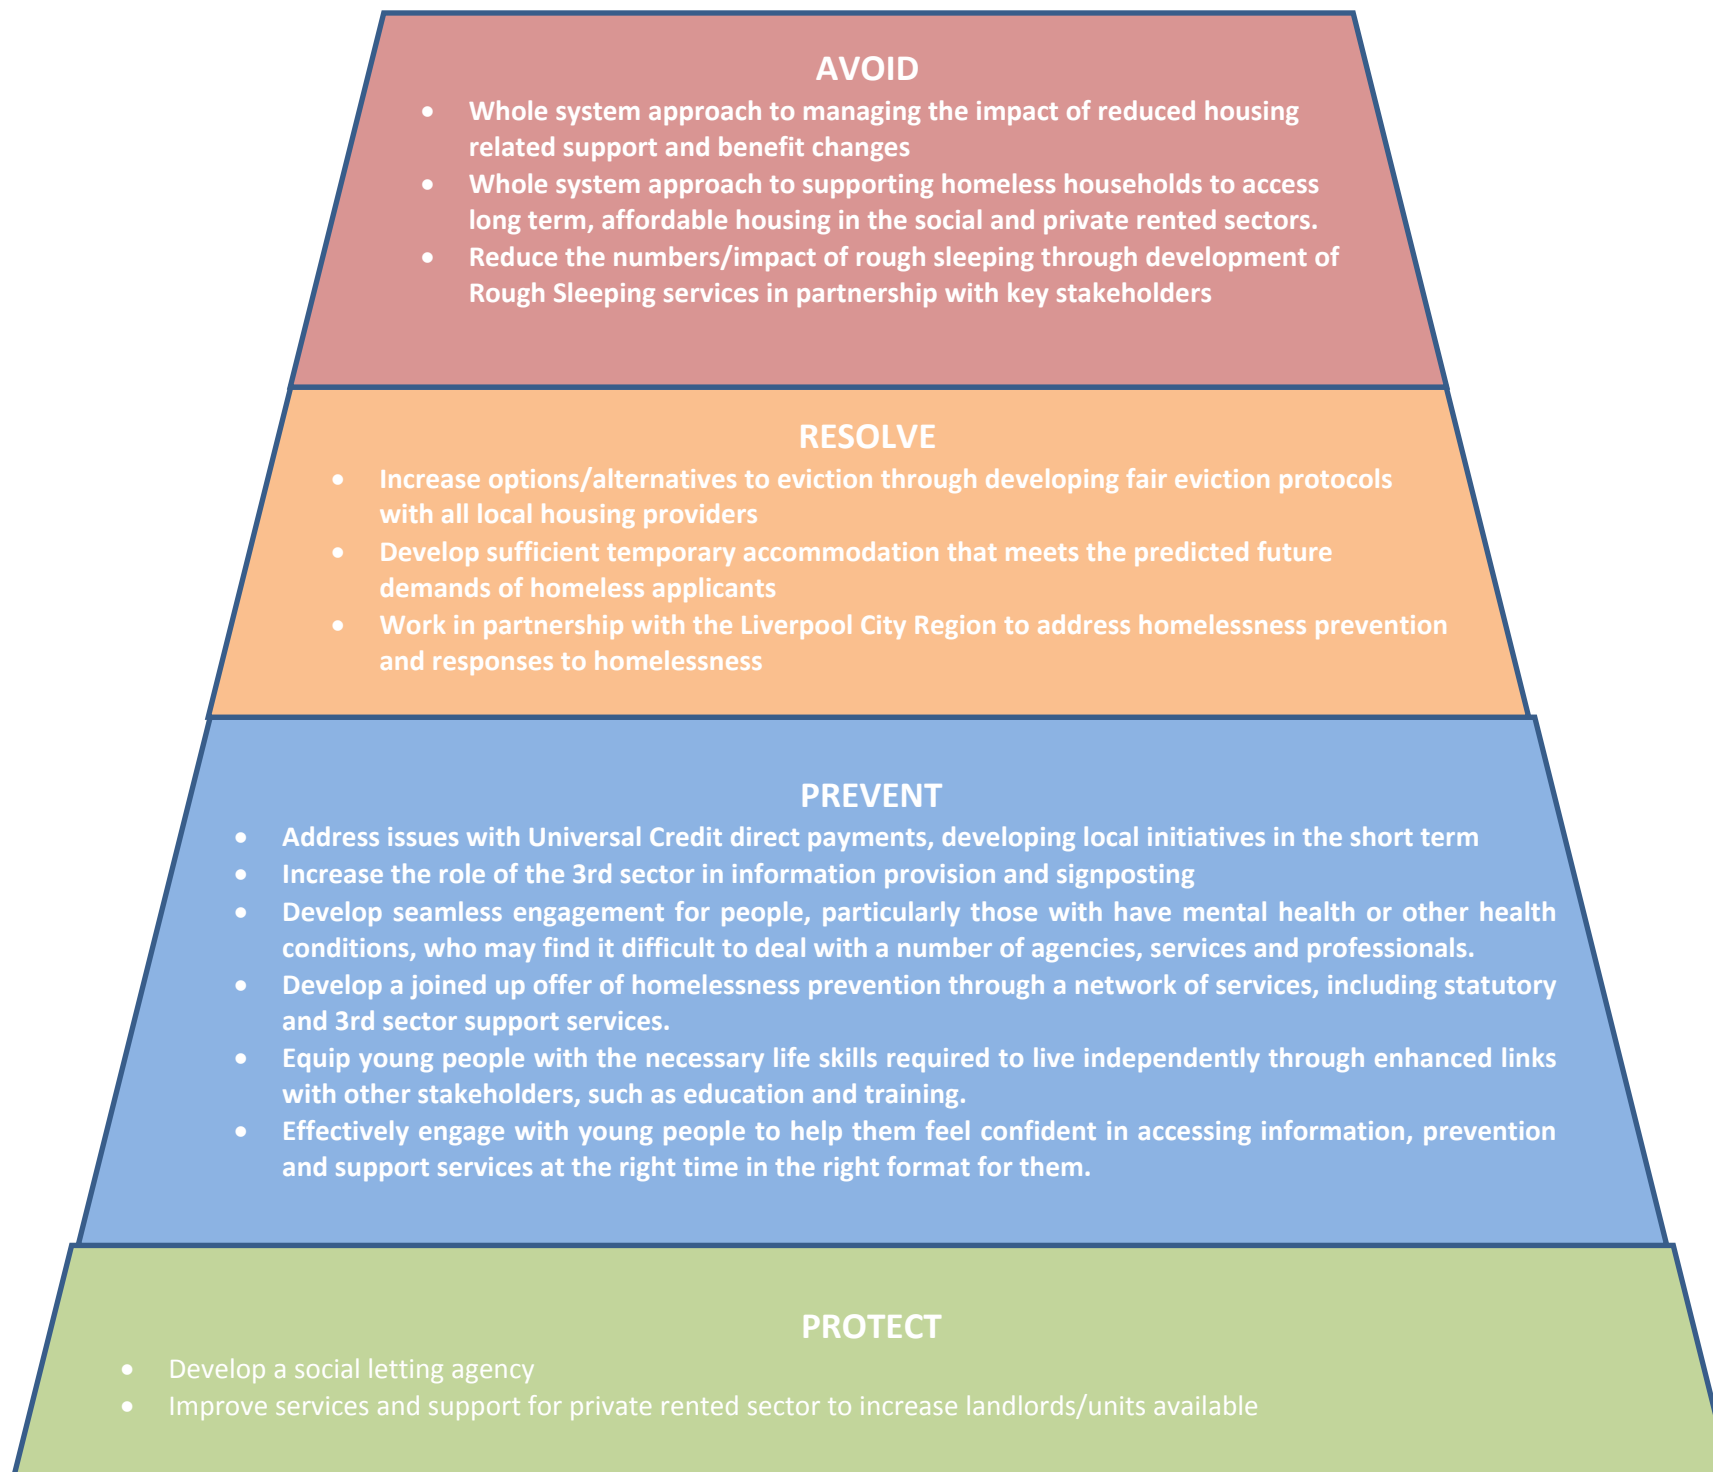 AVOID
• Whole system approach to managing the impact of reduced housing
related support and benefit changes
• Whole system approach to supporting homeless households to access
long term, affordable housing in the social and private rented sectors.
• Reduce the numbers/impact of rough sleeping through development of
Rough Sleeping services in partnership with key stakeholders
RESOLVE
• Increase options/alternatives to eviction through developing fair eviction protocols
with all local housing providers
• Develop sufficient temporary accommodation that meets the predicted future
demands of homeless applicants
• Work in partnership with the Liverpool City Region to address homelessness prevention
and responses to homelessness
PREVENT
• Address issues with Universal Credit direct payments, developing local initiatives in the short term
• Increase the role of the 3rd sector in information provision and signposting
• Develop seamless engagement for people, particularly those with have mental health or other health
conditions, who may find it difficult to deal with a number of agencies, services and professionals.
• Develop a joined up offer of homelessness prevention through a network of services, including statutory
and 3rd sector support services.
• Equip young people with the necessary life skills required to live independently through enhanced links
with other stakeholders, such as education and training.
• Effectively engage with young people to help them feel confident in accessing information, prevention
and support services at the right time in the right format for them.
PROTECT
• Develop a social letting agency
• Improve services and support for private rented sector to increase landlords/units available